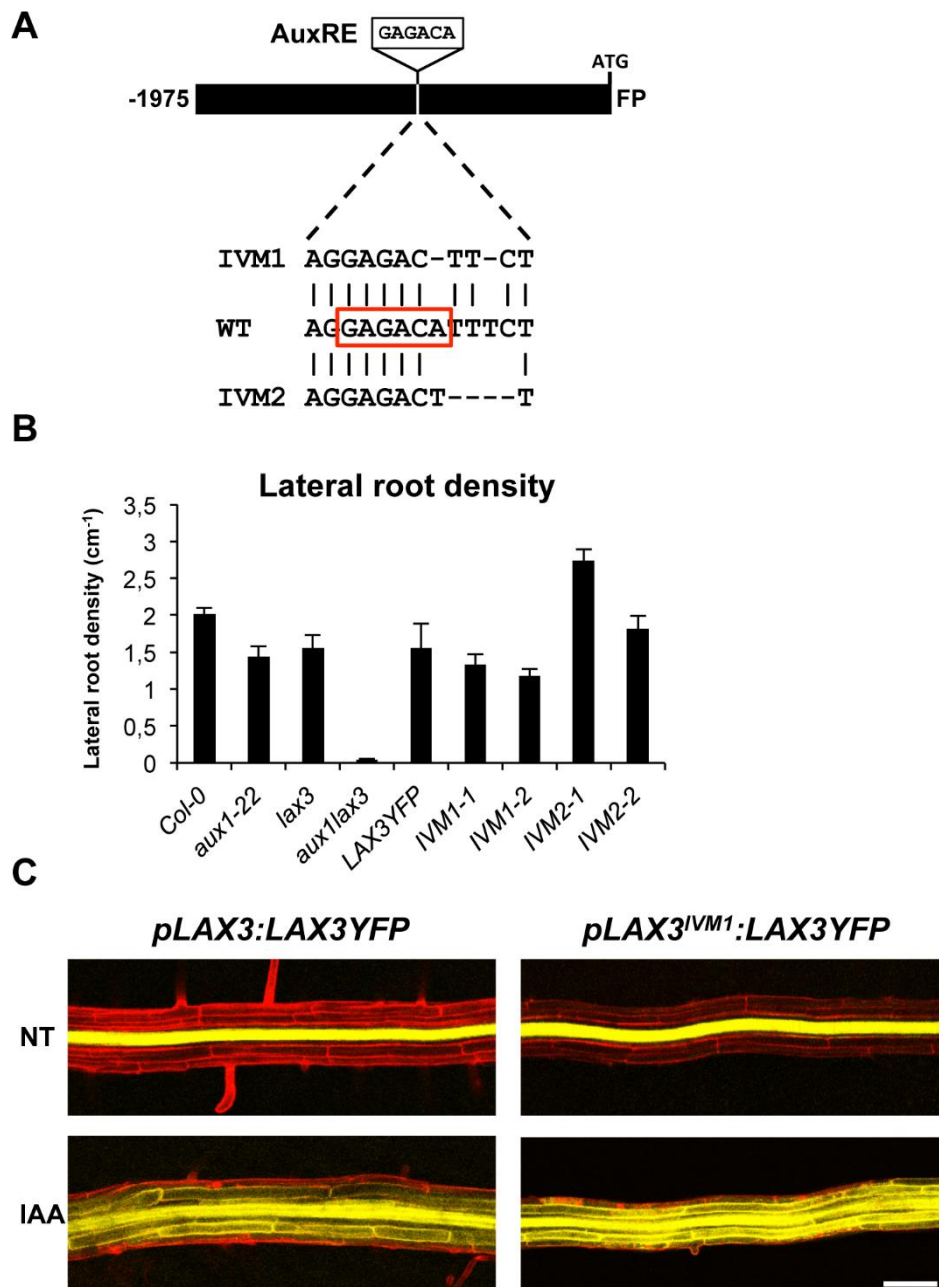 A
AuxRE GAGACA
ATG
-1975 FP
IVM1 AGGAGAC-TT-CT
WT AGGAGACATTTCT
IVM2 AGGAGACT----T
B
Lateral root density
Lateral root density (cm-1)
3,5
3
2,5
2
1,5
1
0,5
0
Col-0 aux1-22 lax3 aux1lax3 LAX3YFP IVM1-1 IVM1-2 IVM2-1 IVM2-2
C
pLAX3:LAX3YFP pLAX3IVM1:LAX3YFP
NT
IAA